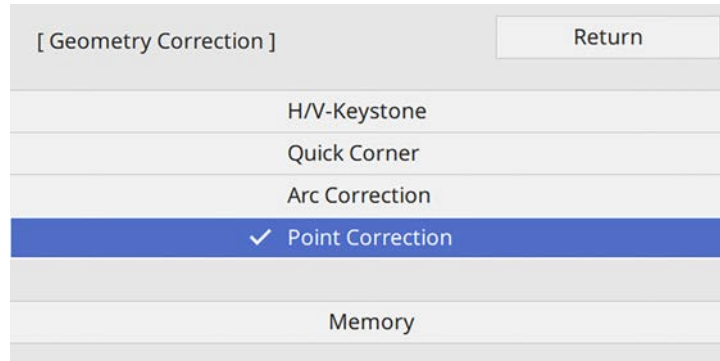 [ Geometry Correction ]
Return
H/V-Keystone
Quick Corner
Arc Correction
Point Correction
Memory